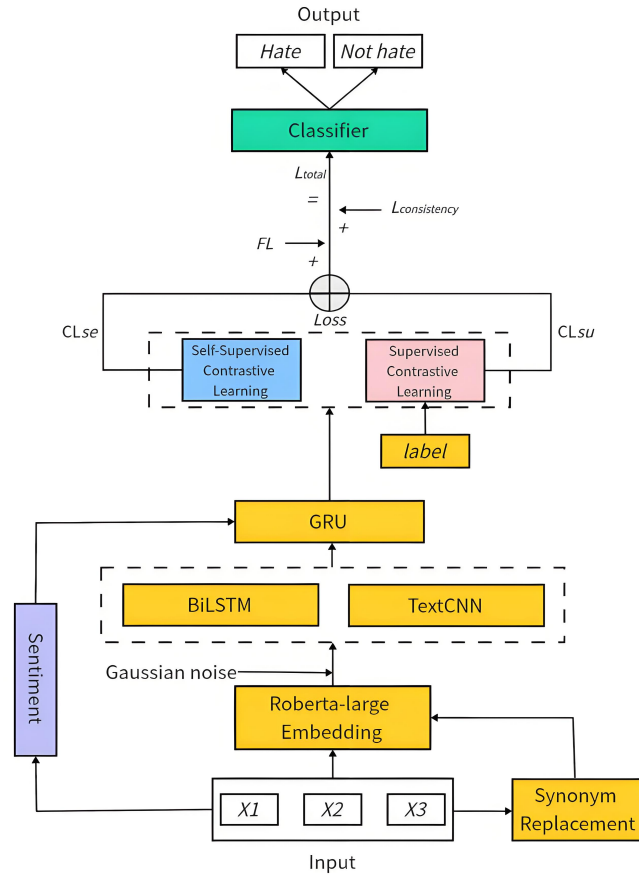 Output
Hate
Not hate
Classifier
Ltotal
=
Lconsistency
+
FL
+
Loss
CLse
CLsu
Self-Supervised
Contrastive
Learning
Supervised
Contrastive
Learning
label
GRU
BiLSTM
TextCNN
Sentiment
Gaussian noise
Roberta-large
Embedding
X1
X2
X3
Synonym
Replacement
Input